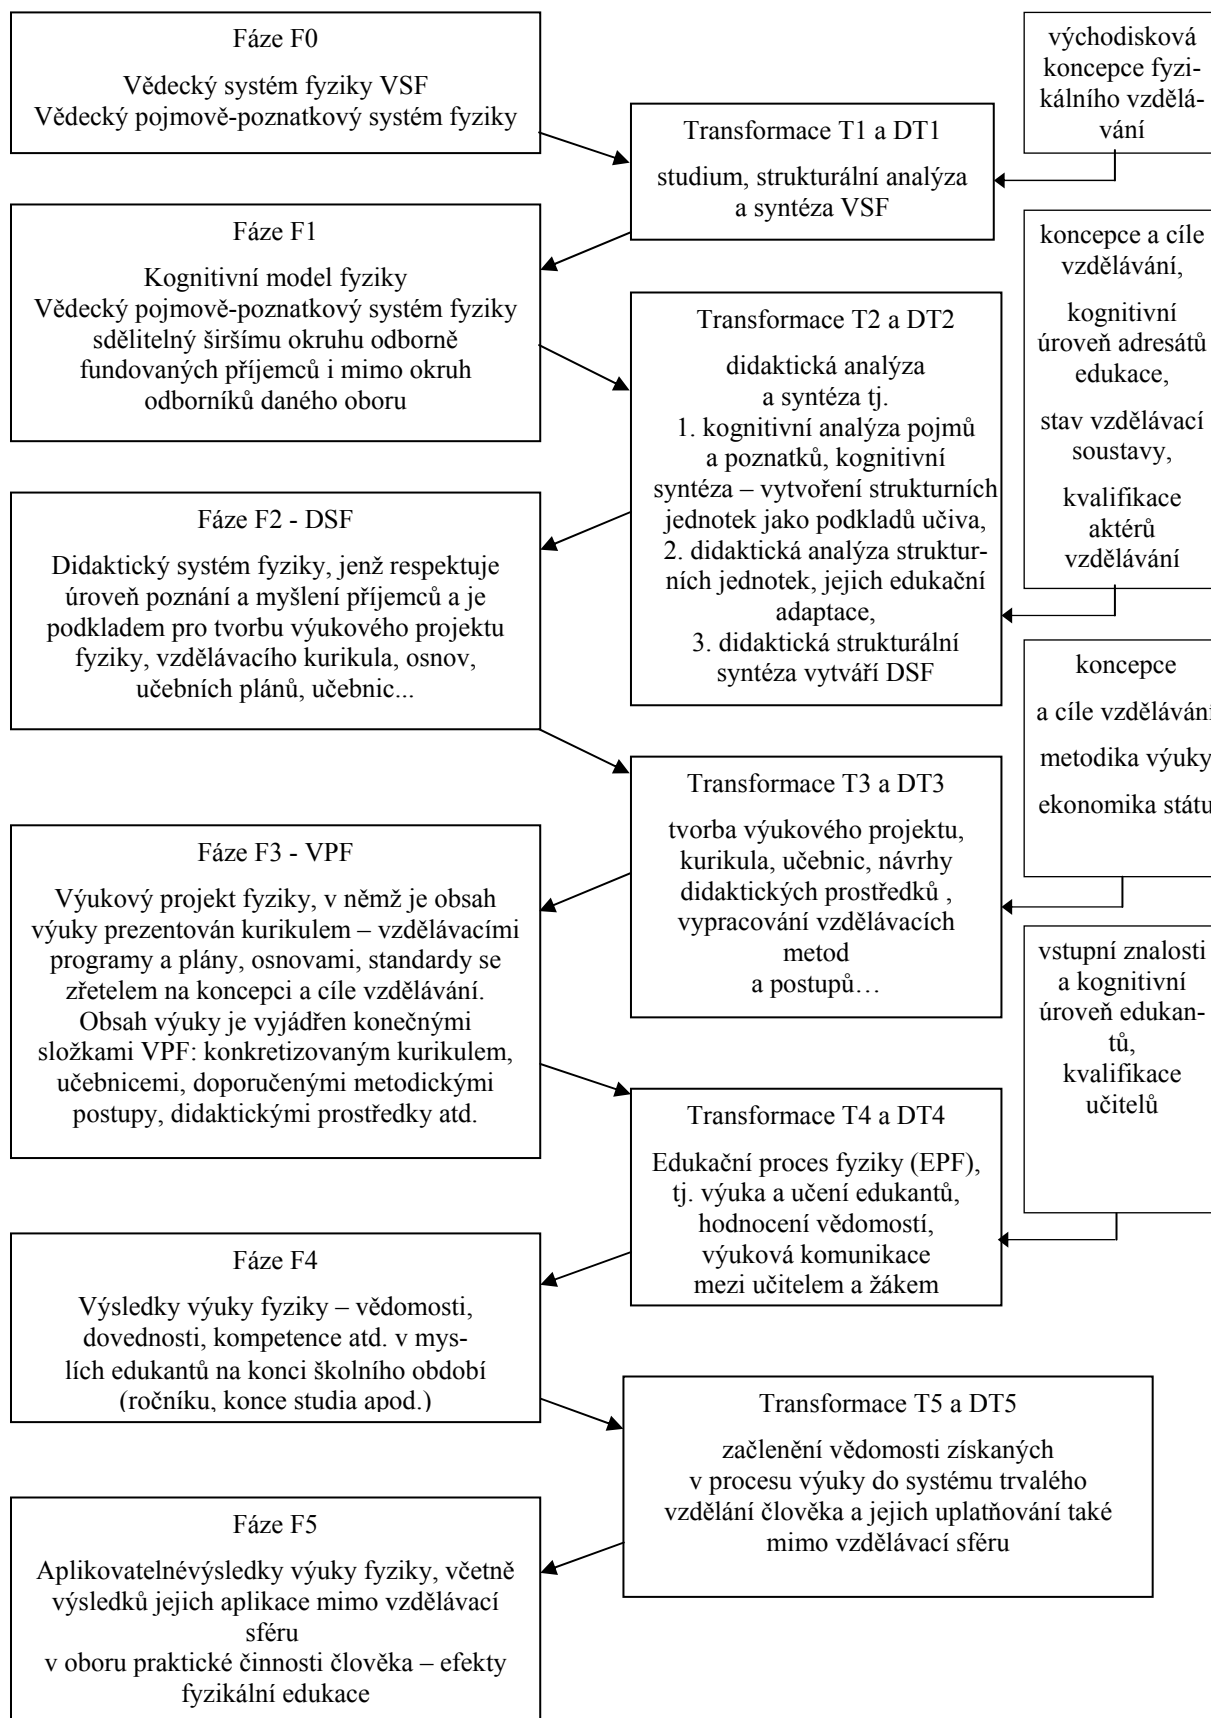 Fáze F0
Vědecký systém fyziky VSF
Vědecký pojmově-poznatkový systém fyziky
východisková
koncepce fyzi-
kálního vzdělá-
vání
Transformace T1 a DT1
studium, strukturální analýza
a syntéza VSF
Fáze F1
Kognitivní model fyziky
Vědecký pojmově-poznatkový systém fyziky
sdělitelný širšímu okruhu odborně
fundovaných příjemců i mimo okruh
odborníků daného oboru
koncepce a cíle
vzdělávání,
kognitivní
úroveň adresátů
edukace,
stav vzdělávací
soustavy,
kvalifikace
aktérů
vzdělávání
Transformace T2 a DT2
didaktická analýza
a syntéza tj.
1. kognitivní analýza pojmů
a poznatků, kognitivní
syntéza – vytvoření strukturních
jednotek jako podkladů učiva,
2. didaktická analýza struktur-
ních jednotek, jejich edukační
adaptace,
3. didaktická strukturální
syntéza vytváří DSF
Fáze F2 - DSF
Didaktický systém fyziky, jenž respektuje
úroveň poznání a myšlení příjemců a je
podkladem pro tvorbu výukového projektu
fyziky, vzdělávacího kurikula, osnov,
učebních plánů, učebnic...
koncepce
a cíle vzdělávání
metodika výuky
ekonomika státu
Transformace T3 a DT3
tvorba výukového projektu,
kurikula, učebnic, návrhy
didaktických prostředků ,
vypracování vzdělávacích
metod
a postupů…
Fáze F3 - VPF
Výukový projekt fyziky, v němž je obsah
výuky prezentován kurikulem – vzdělávacími
programy a plány, osnovami, standardy se
zřetelem na koncepci a cíle vzdělávání.
Obsah výuky je vyjádřen konečnými
složkami VPF: konkretizovaným kurikulem,
učebnicemi, doporučenými metodickými
postupy, didaktickými prostředky atd.
vstupní znalosti
a kognitivní
úroveň edukan-
tů,
kvalifikace
učitelů
Transformace T4 a DT4
Edukační proces fyziky (EPF),
tj. výuka a učení edukantů,
hodnocení vědomostí,
výuková komunikace
mezi učitelem a žákem
Fáze F4
Výsledky výuky fyziky – vědomosti,
dovednosti, kompetence atd. v mys-
lích edukantů na konci školního období
(ročníku, konce studia apod.)
Transformace T5 a DT5
začlenění vědomosti získaných
v procesu výuky do systému trvalého
vzdělání člověka a jejich uplatňování také
mimo vzdělávací sféru
Fáze F5
Aplikovatelnévýsledky výuky fyziky, včetně
výsledků jejich aplikace mimo vzdělávací
sféru
v oboru praktické činnosti člověka – efekty
fyzikální edukace